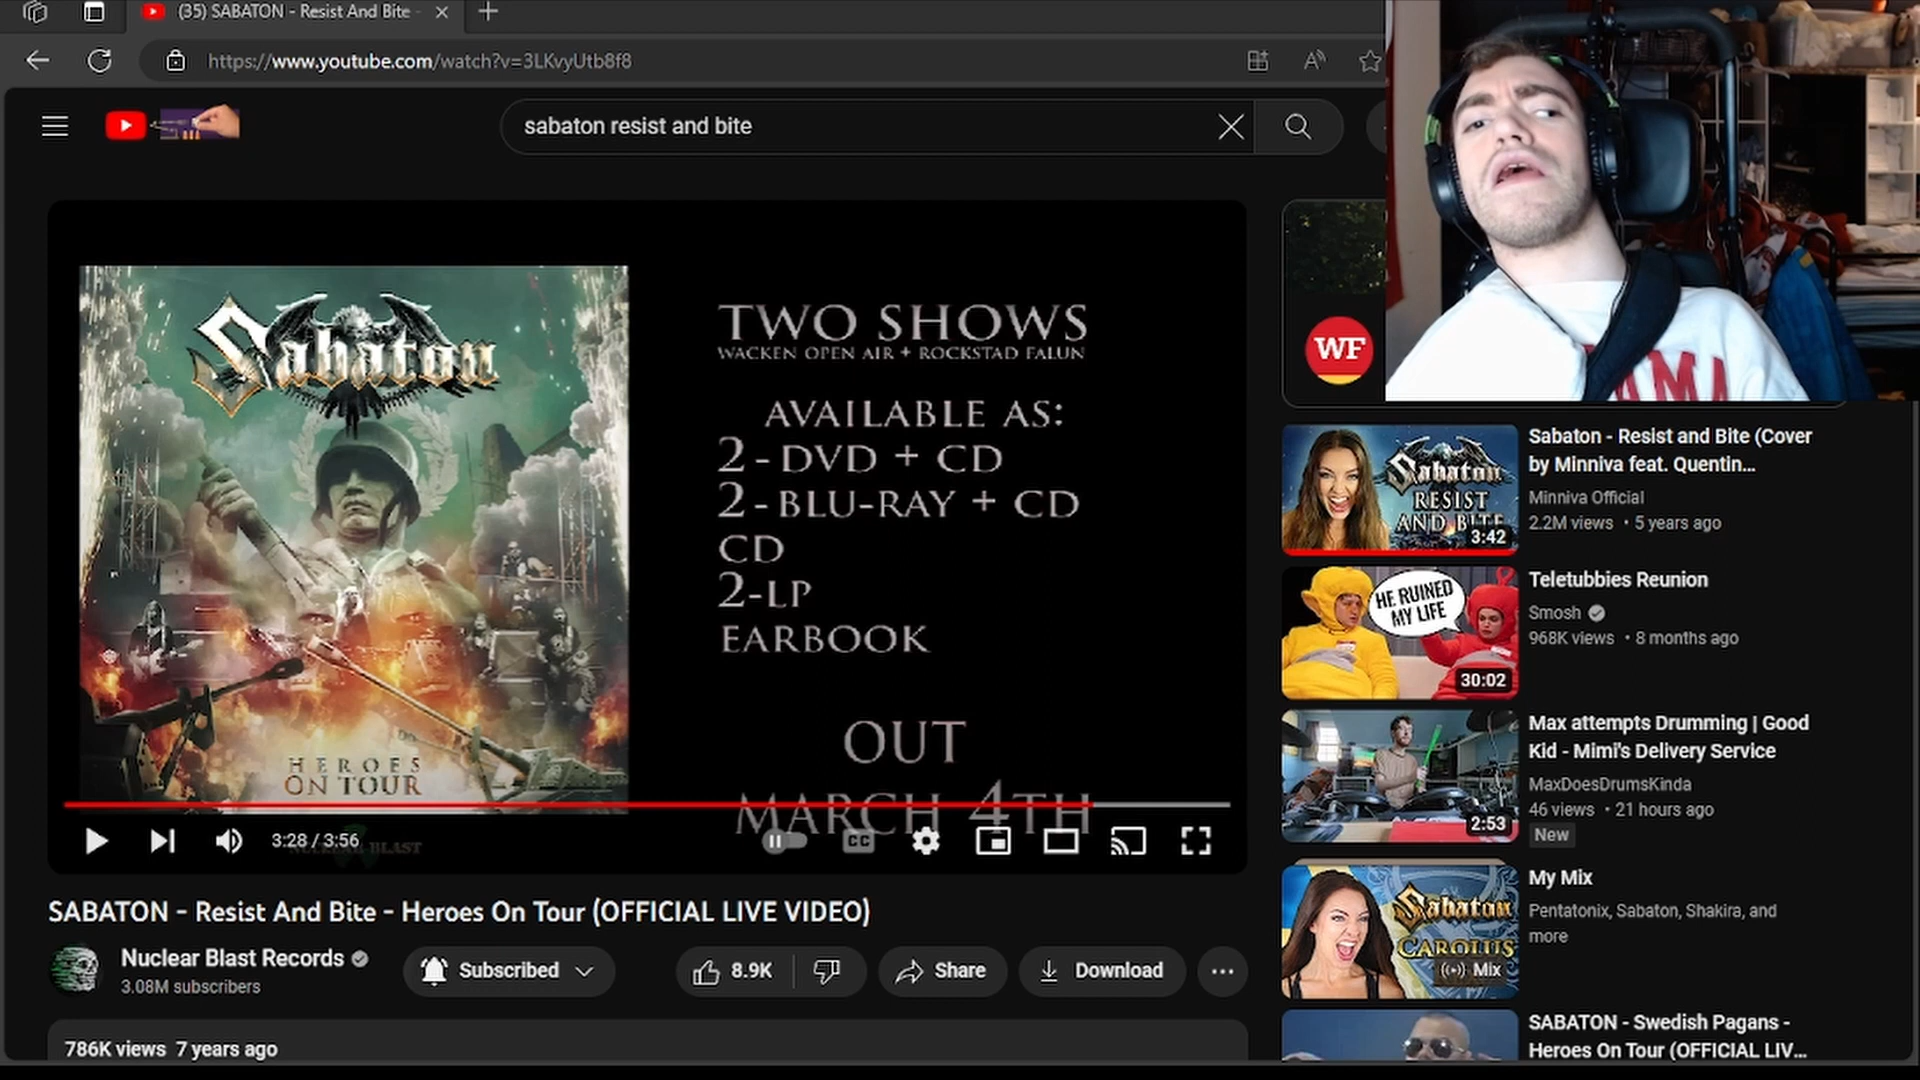 (35) SABATON - Resist And Bite -
https://www.youtube.com/watch?v=3LKvyUtb8f8
sabaton resist and bite
Sabaton
HEROES
ON TOUR
TWO SHOWS
WACKEN OPEN AIR + ROCKSTAD FALUN
AVAILABLE AS:
2-DVD + CD
2-BLU-RAY + CD
CD
2-LP
EARBOOK
OUT
MARCH 4TH
3:28 / 3:56
CC
SABATON - Resist And Bite - Heroes On Tour (OFFICIAL LIVE VIDEO)
Nuclear Blast Records
3.08M subscribers
Subscribed
8.9K
Share
Download
786K views 7 years ago
WF
AMA
Sabaton
RESIST
AND BITE
3:42
Sabaton - Resist and Bite (Cover
by Minniva feat. Quentin...
Minniva Official
2.2M views • 5 years ago
HE RUINED
MY LIFE
30:02
Teletubbies Reunion
Smosh
968K views • 8 months ago
2:53
Max attempts Drumming | Good
Kid - Mimi's Delivery Service
MaxDoesDrumsKinda
46 views • 21 hours ago
New
Sabaton
CAROLUS
Mix
My Mix
Pentatonix, Sabaton, Shakira, and
more
SABATON - Swedish Pagans -
Heroes On Tour (OFFICIAL LIV...